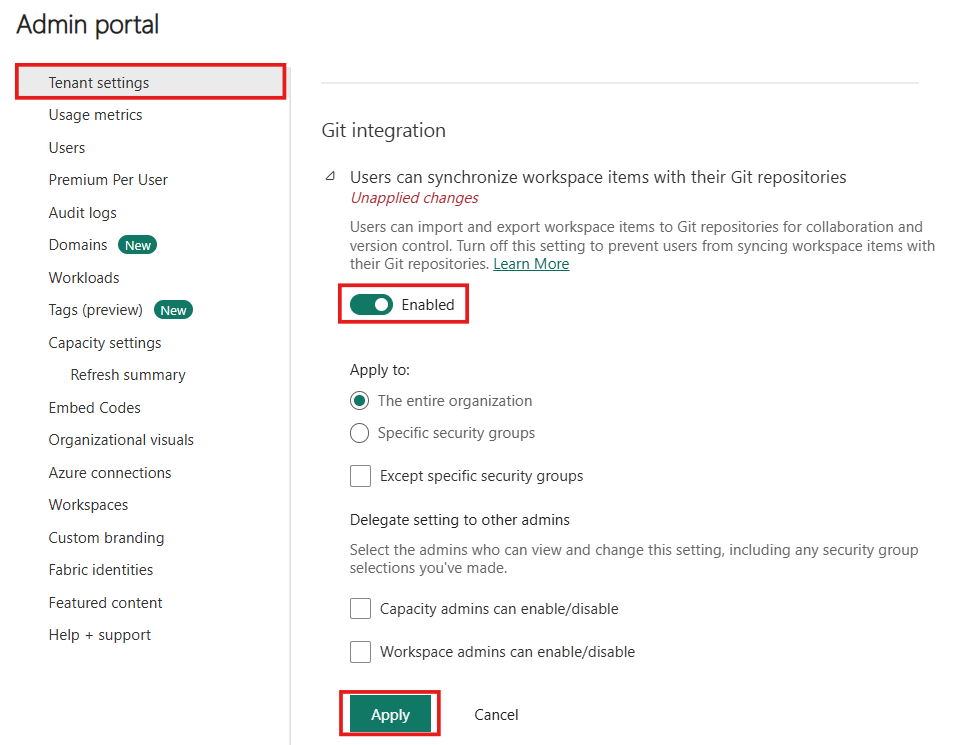 Admin portal
Tenant settings
Usage metrics
Users
Premium Per User
Audit logs
Domains New
Workloads
Tags (preview) New
Capacity settings
Refresh summary
Embed Codes
Organizational visuals
Azure connections
Workspaces
Custom branding
Fabric identities
Featured content
Help + support
Git integration
Users can synchronize workspace items with their Git repositories
Unapplied changes
Users can import and export workspace items to Git repositories for collaboration and
version control. Turn off this setting to prevent users from syncing workspace items with
their Git repositories. Learn More
Enabled
Apply to:
The entire organization
Specific security groups
Except specific security groups
Delegate setting to other admins
Select the admins who can view and change this setting, including any security group
selections you've made.
Capacity admins can enable/disable
Workspace admins can enable/disable
Apply Cancel